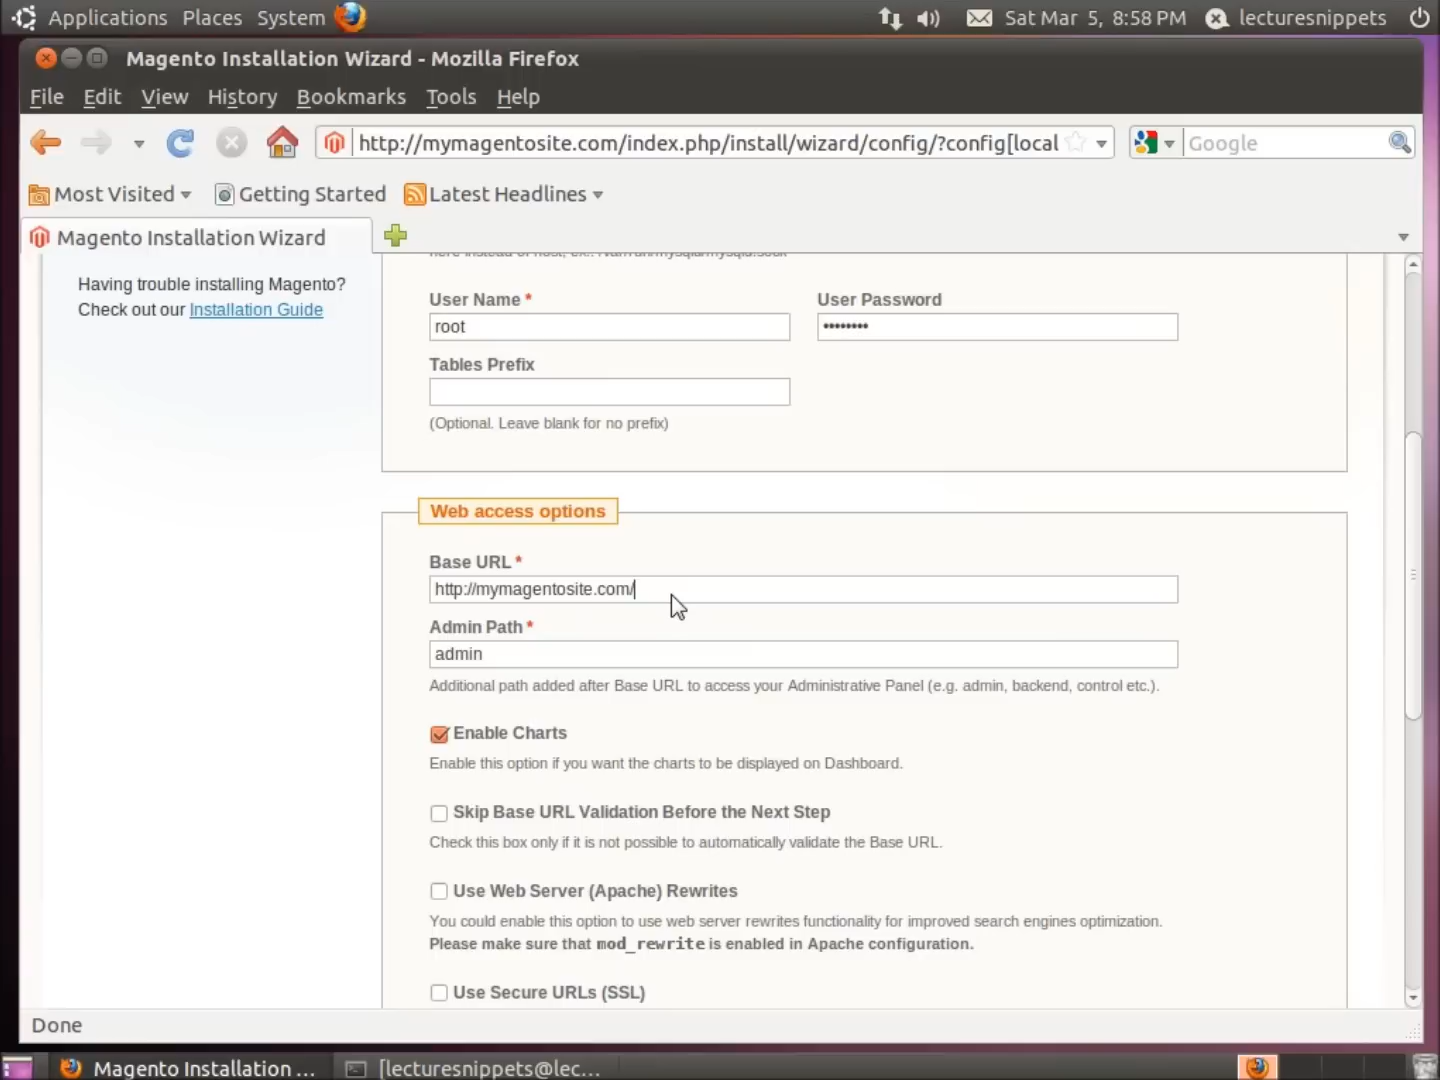 Applications Places System Sat Mar 5, 8:58 PM lecturesnippets
Magento Installation Wizard - Mozilla Firefox
File Edit View History Bookmarks Tools Help
http://mymagentosite.com/index.php/install/wizard/config/?config[local Google
Most Visited Getting Started Latest Headlines
Magento Installation Wizard
Having trouble installing Magento?
Check out our Installation Guide
User Name * User Password
root ••••••••
Tables Prefix
(Optional. Leave blank for no prefix)
Web access options
Base URL *
http://mymagentosite.com/
Admin Path *
admin
Additional path added after Base URL to access your Administrative Panel (e.g. admin, backend, control etc.).
Enable Charts
Enable this option if you want the charts to be displayed on Dashboard.
Skip Base URL Validation Before the Next Step
Check this box only if it is not possible to automatically validate the Base URL.
Use Web Server (Apache) Rewrites
You could enable this option to use web server rewrites functionality for improved search engines optimization.
Please make sure that mod_rewrite is enabled in Apache configuration.
Use Secure URLs (SSL)
Done
Magento Installation ... [lecturesnippets@lec...